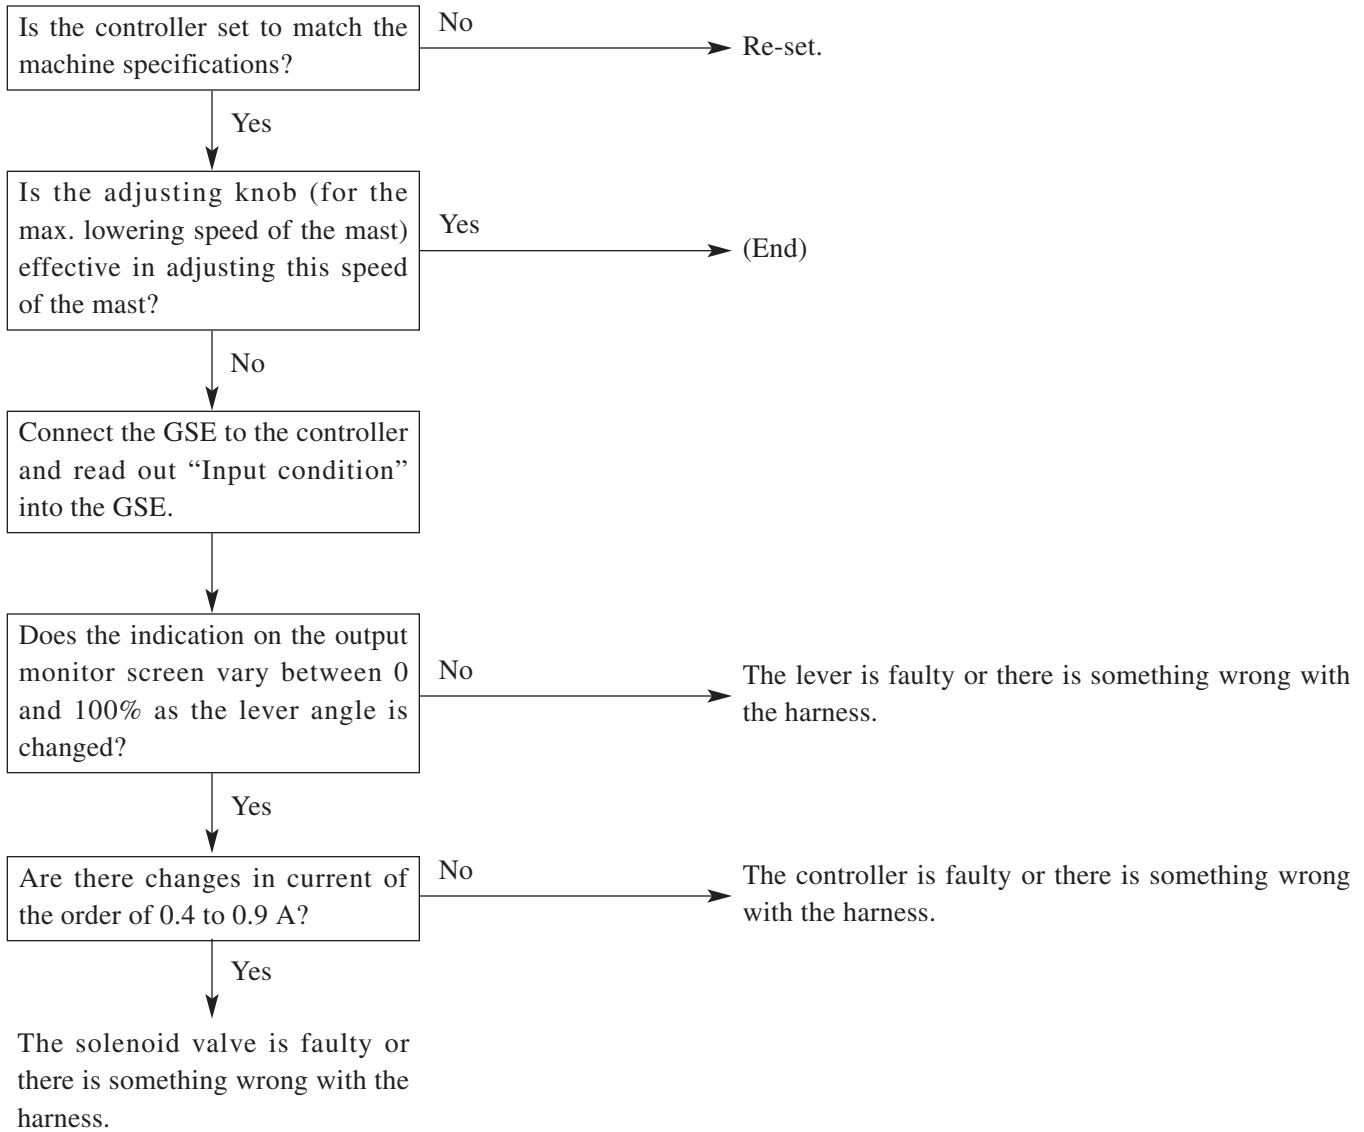 Is the controller set to match the
machine specifications?
No
Re-set.
Yes
Is the adjusting knob (for the
max. lowering speed of the mast)
effective in adjusting this speed
of the mast?
Yes
(End)
No
Connect the GSE to the controller
and read out “Input condition”
into the GSE.
Does the indication on the output
monitor screen vary between 0
and 100% as the lever angle is
changed?
No
The lever is faulty or there is something wrong with
the harness.
Yes
Are there changes in current of
the order of 0.4 to 0.9 A?
No
The controller is faulty or there is something wrong
with the harness.
Yes
The solenoid valve is faulty or
there is something wrong with the
harness.